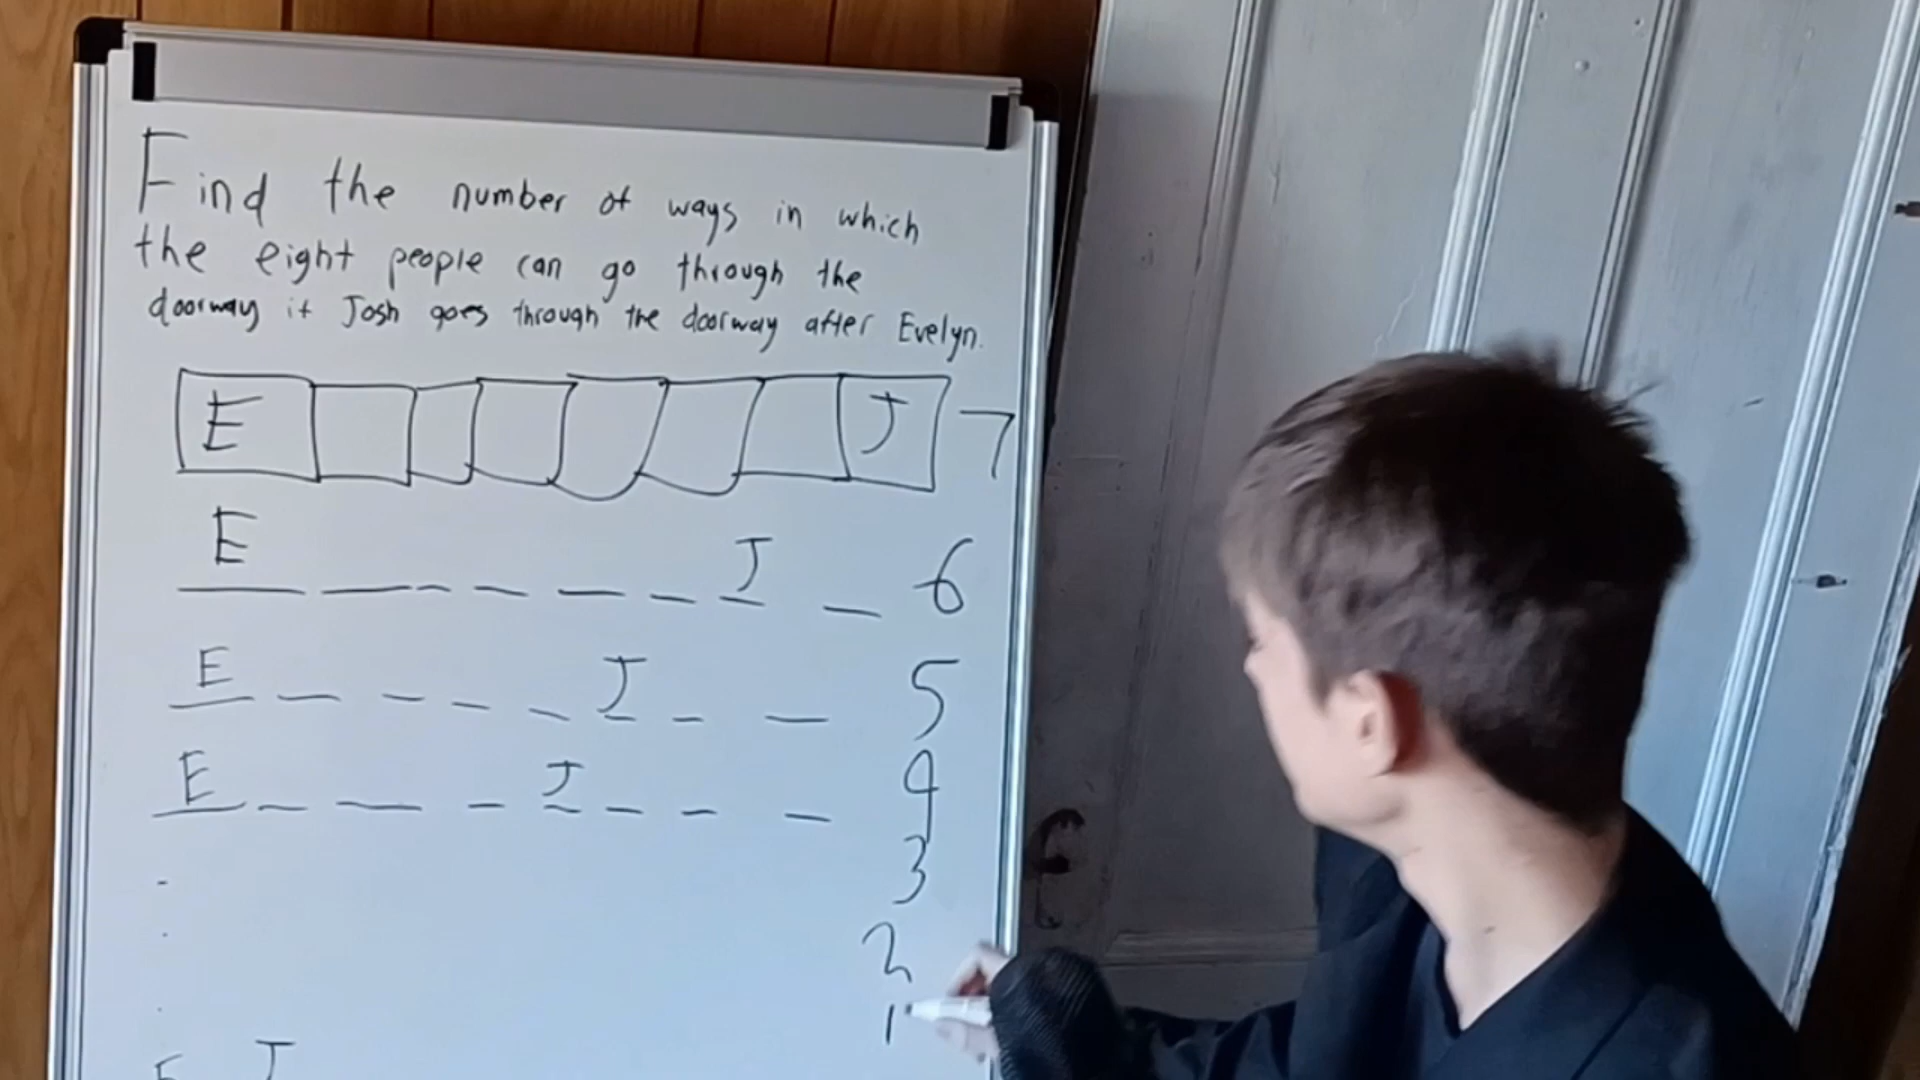 Find the number of ways in which
the eight people can go through the
doorway if Josh goes through the doorway after Evelyn.
E J 7
E J 6
E J 5
E J 4
3
2
1
E J